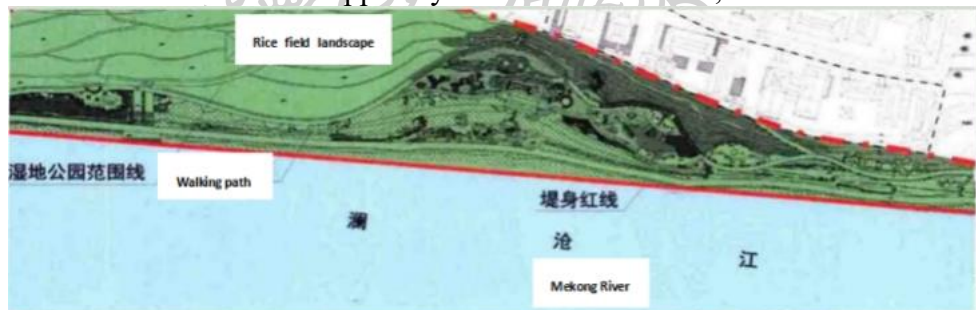 Rice field landscape
湿地公园范围线
Walking path
堤身红线
澜
沧
江
Mekong River